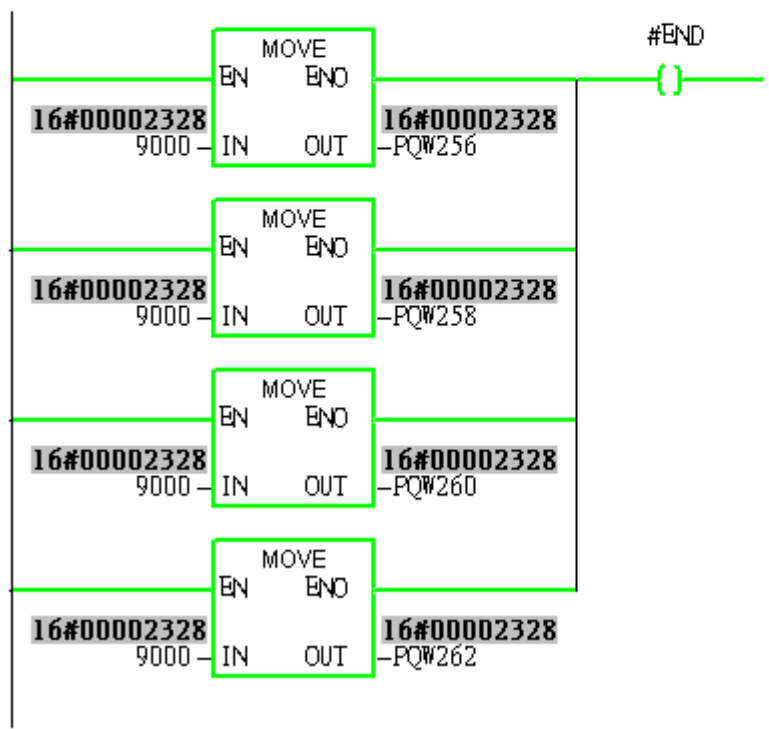 #END
MOVE
EN ENO
16#00002328 16#00002328
9000 IN OUT PQW256
MOVE
EN ENO
16#00002328 16#00002328
9000 IN OUT PQW258
MOVE
EN ENO
16#00002328 16#00002328
9000 IN OUT PQW260
MOVE
EN ENO
16#00002328 16#00002328
9000 IN OUT PQW262